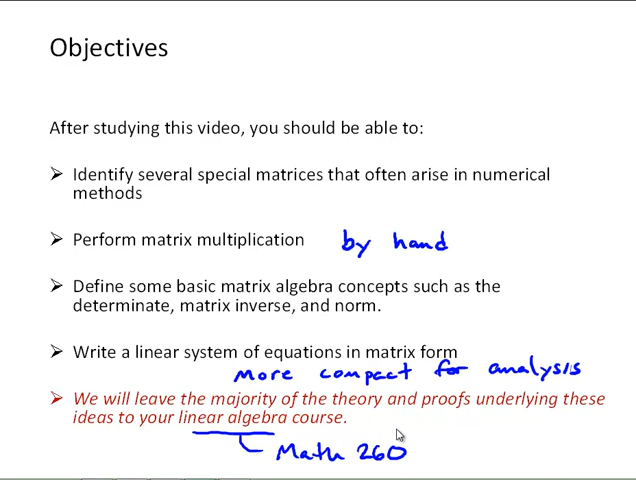 Objectives
After studying this video, you should be able to:
➢ Identify several special matrices that often arise in numerical
methods
➢ Perform matrix multiplication by hand
➢ Define some basic matrix algebra concepts such as the
determinate, matrix inverse, and norm.
➢ Write a linear system of equations in matrix form
more compact for analysis
➢ We will leave the majority of the theory and proofs underlying these
ideas to your linear algebra course.
Math 260